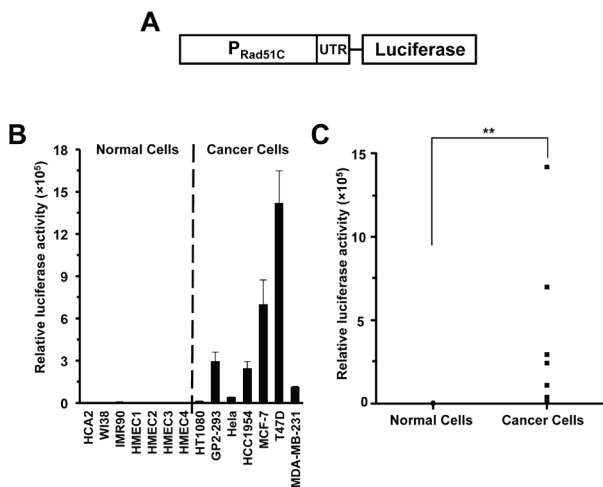 A
P Rad51C UTR Luciferase
B
Relative luciferase activity (×10⁵)
18
15
12
9
6
3
0
Normal Cells
Cancer Cells
HCA2
WI38
IMR90
HMEC1
HMEC2
HMEC3
HMEC4
HT1080
GP2-293
Hela
HCC1954
MCF-7
T47D
MDA-MB-231
C
**
Relative luciferase activity (×10⁵)
15
10
5
0
Normal Cells
Cancer Cells